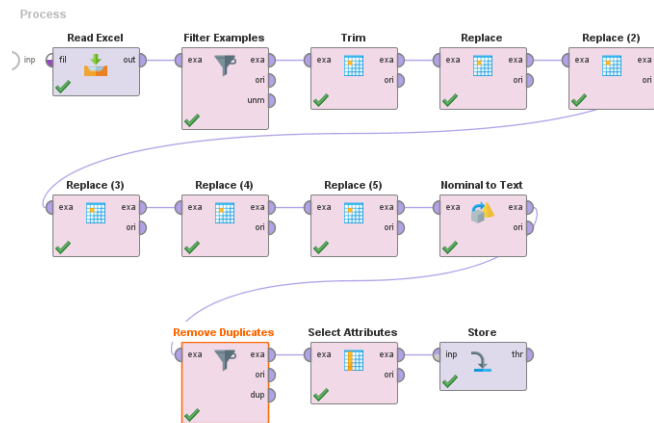 Process
Read Excel Filter Examples Trim Replace Replace (2)
inp fil out exa exa exa exa exa exa exa exa
ori ori ori ori
unm
Replace (3) Replace (4) Replace (5) Nominal to Text
exa exa exa exa exa exa exa exa
ori ori ori ori
Remove Duplicates Select Attributes Store
exa exa exa exa inp thr
ori ori
dup